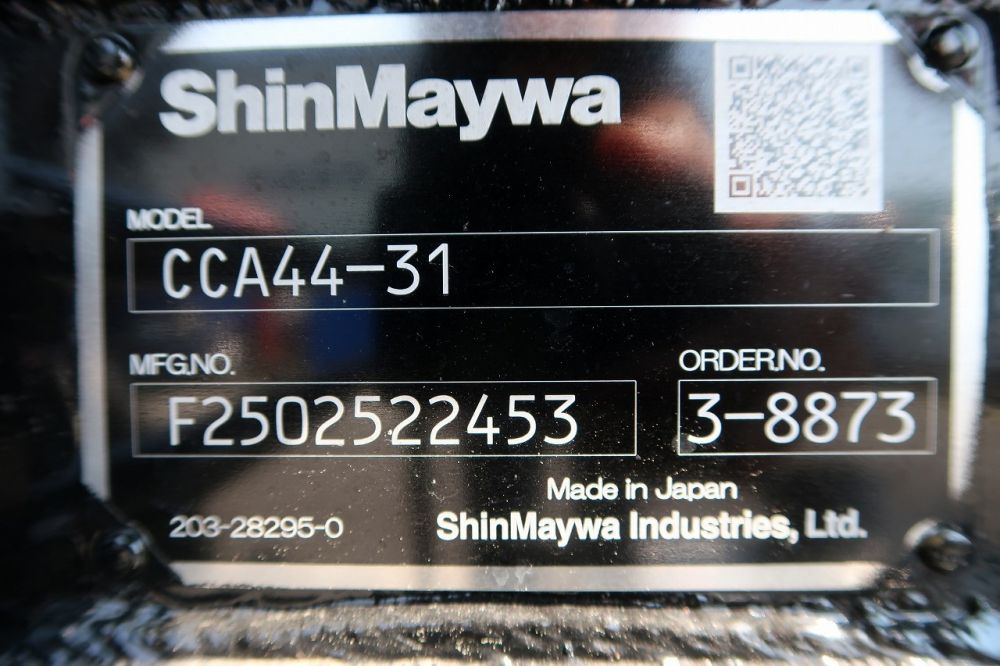 ShinMaywa
MODEL
CCA44-31
MFG.NO. ORDER.NO.
F2502522453 3-8873
Made in Japan
203-28295-0 ShinMaywa Industries, Ltd.